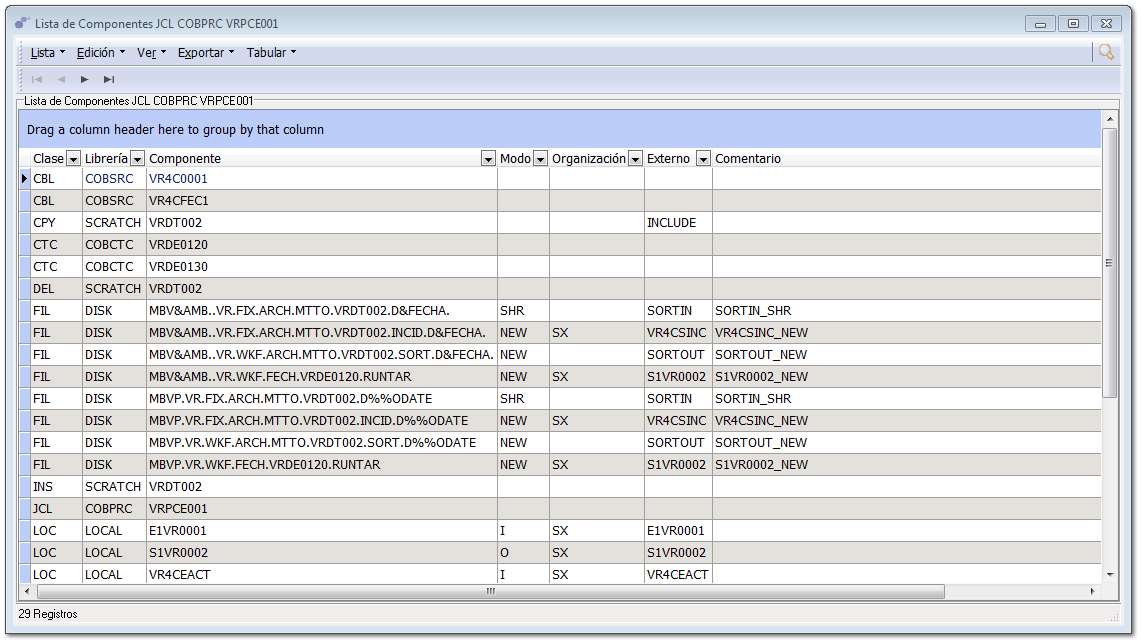 Lista de Componentes JCL COBPRC VRPCE001
Lista Edición Ver Exportar Tabular
Lista de Componentes JCL COBPRC VRPCE001
Drag a column header here to group by that column
Clase Librería Componente Modo Organización Externo Comentario
CBL COBSRC VR4C0001
CBL COBSRC VR4CFEC1
CPY SCRATCH VRDT002 INCLUDE
CTC COBCTC VRDE0120
CTC COBCTC VRDE0130
DEL SCRATCH VRDT002
FIL DISK MBV&AMB..VR.FIX.ARCH.MTTO.VRDT002.D&FECHA. SHR SORTIN SORTIN_SHR
FIL DISK MBV&AMB..VR.FIX.ARCH.MTTO.VRDT002.INCID.D&FECHA. NEW SX VR4CSINC VR4CSINC_NEW
FIL DISK MBV&AMB..VR.WKF.ARCH.MTTO.VRDT002.SORT.D&FECHA. NEW SORTOUT SORTOUT_NEW
FIL DISK MBV&AMB..VR.WKF.FECH.VRDE0120.RUNTAR NEW SX S1VR0002 S1VR0002_NEW
FIL DISK MBVP.VR.FIX.ARCH.MTTO.VRDT002.D%%ODATE SHR SORTIN SORTIN_SHR
FIL DISK MBVP.VR.FIX.ARCH.MTTO.VRDT002.INCID.D%%ODATE NEW SX VR4CSINC VR4CSINC_NEW
FIL DISK MBVP.VR.WKF.ARCH.MTTO.VRDT002.SORT.D%%ODATE NEW SORTOUT SORTOUT_NEW
FIL DISK MBVP.VR.WKF.FECH.VRDE0120.RUNTAR NEW SX S1VR0002 S1VR0002_NEW
INS SCRATCH VRDT002
JCL COBPRC VRPCE001
LOC LOCAL E1VR0001 I SX E1VR0001
LOC LOCAL S1VR0002 O SX S1VR0002
LOC LOCAL VR4CEACT I SX VR4CEACT
29 Registros